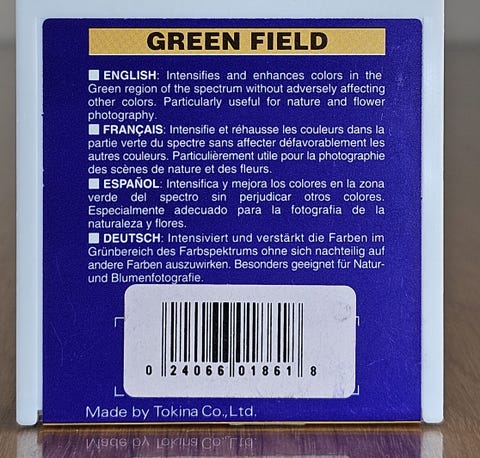 GREEN FIELD
ENGLISH: Intensifies and enhances colors in the
Green region of the spectrum without adversely affecting
other colors. Particularly useful for nature and flower
photography.
FRANÇAIS: Intensifie et réhausse les couleurs dans la
partie verte du spectre sans affecter défavorablement les
autres couleurs. Particulièrement utile pour la photographie
des scènes de nature et des fleurs.
ESPAÑOL: Intensifica y mejora los colores en la zona
verde del spectro sin perjudicar otros colores.
Especialmente adecuado para la fotografia de la
naturaleza y flores.
DEUTSCH: Intensiviert und verstärkt die Farben im
Grünbereich des Farbspektrums ohne sich nachteilig auf
andere Farben auszuwirken. Besonders geeignet für Natur-
und Blumenfotografie.
0 24066 01861 8
Made by Tokina Co., Ltd.